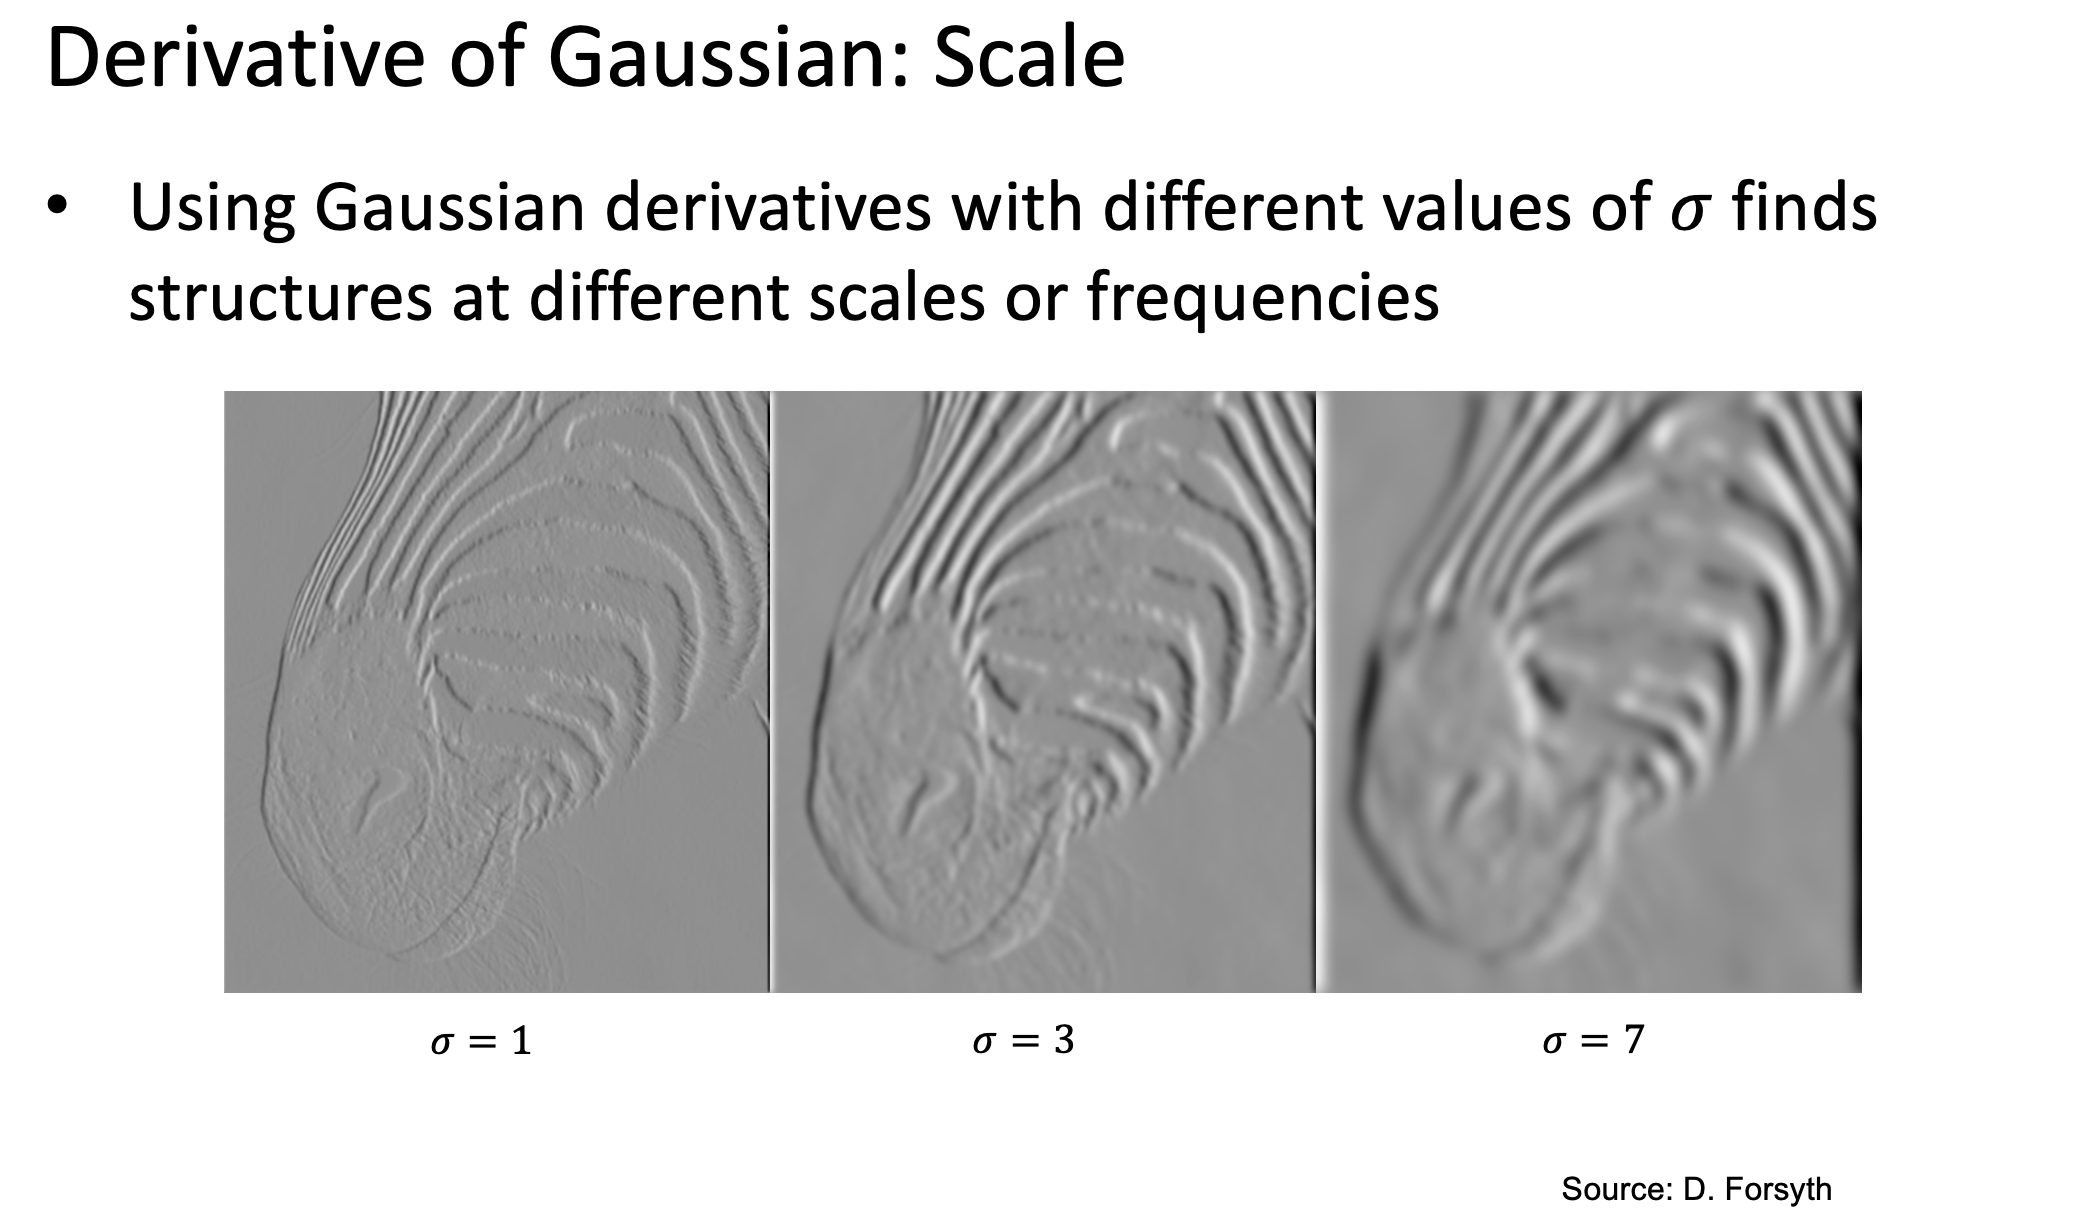 Derivative of Gaussian: Scale
• Using Gaussian derivatives with different values of σ finds
structures at different scales or frequencies
σ = 1
σ = 3
σ = 7
Source: D. Forsyth